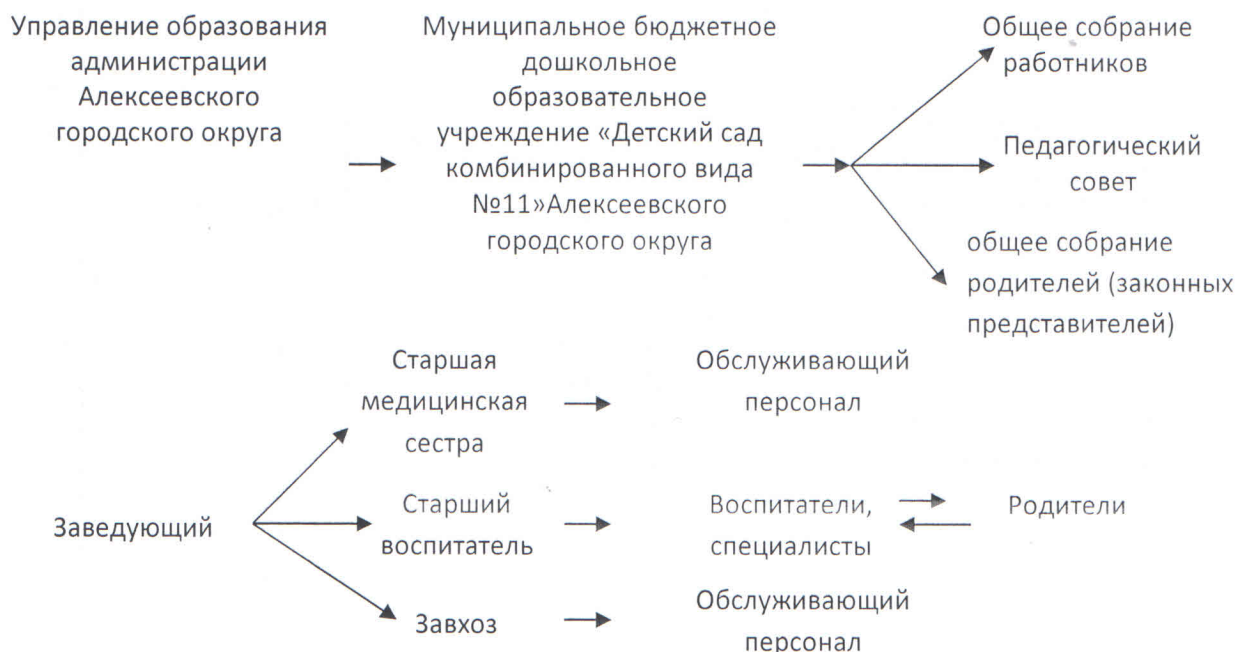 Управление образования
администрации
Алексеевского
городского округа
Муниципальное бюджетное
дошкольное
образовательное
учреждение «Детский сад
комбинированного вида
№11»Алексеевского
городского округа
Общее собрание
работников
Педагогический
совет
общее собрание
родителей (законных
представителей)
Заведующий
Старшая
медицинская
сестра
Обслуживающий
персонал
Старший
воспитатель
Воспитатели,
специалисты
Родители
Завхоз
Обслуживающий
персонал